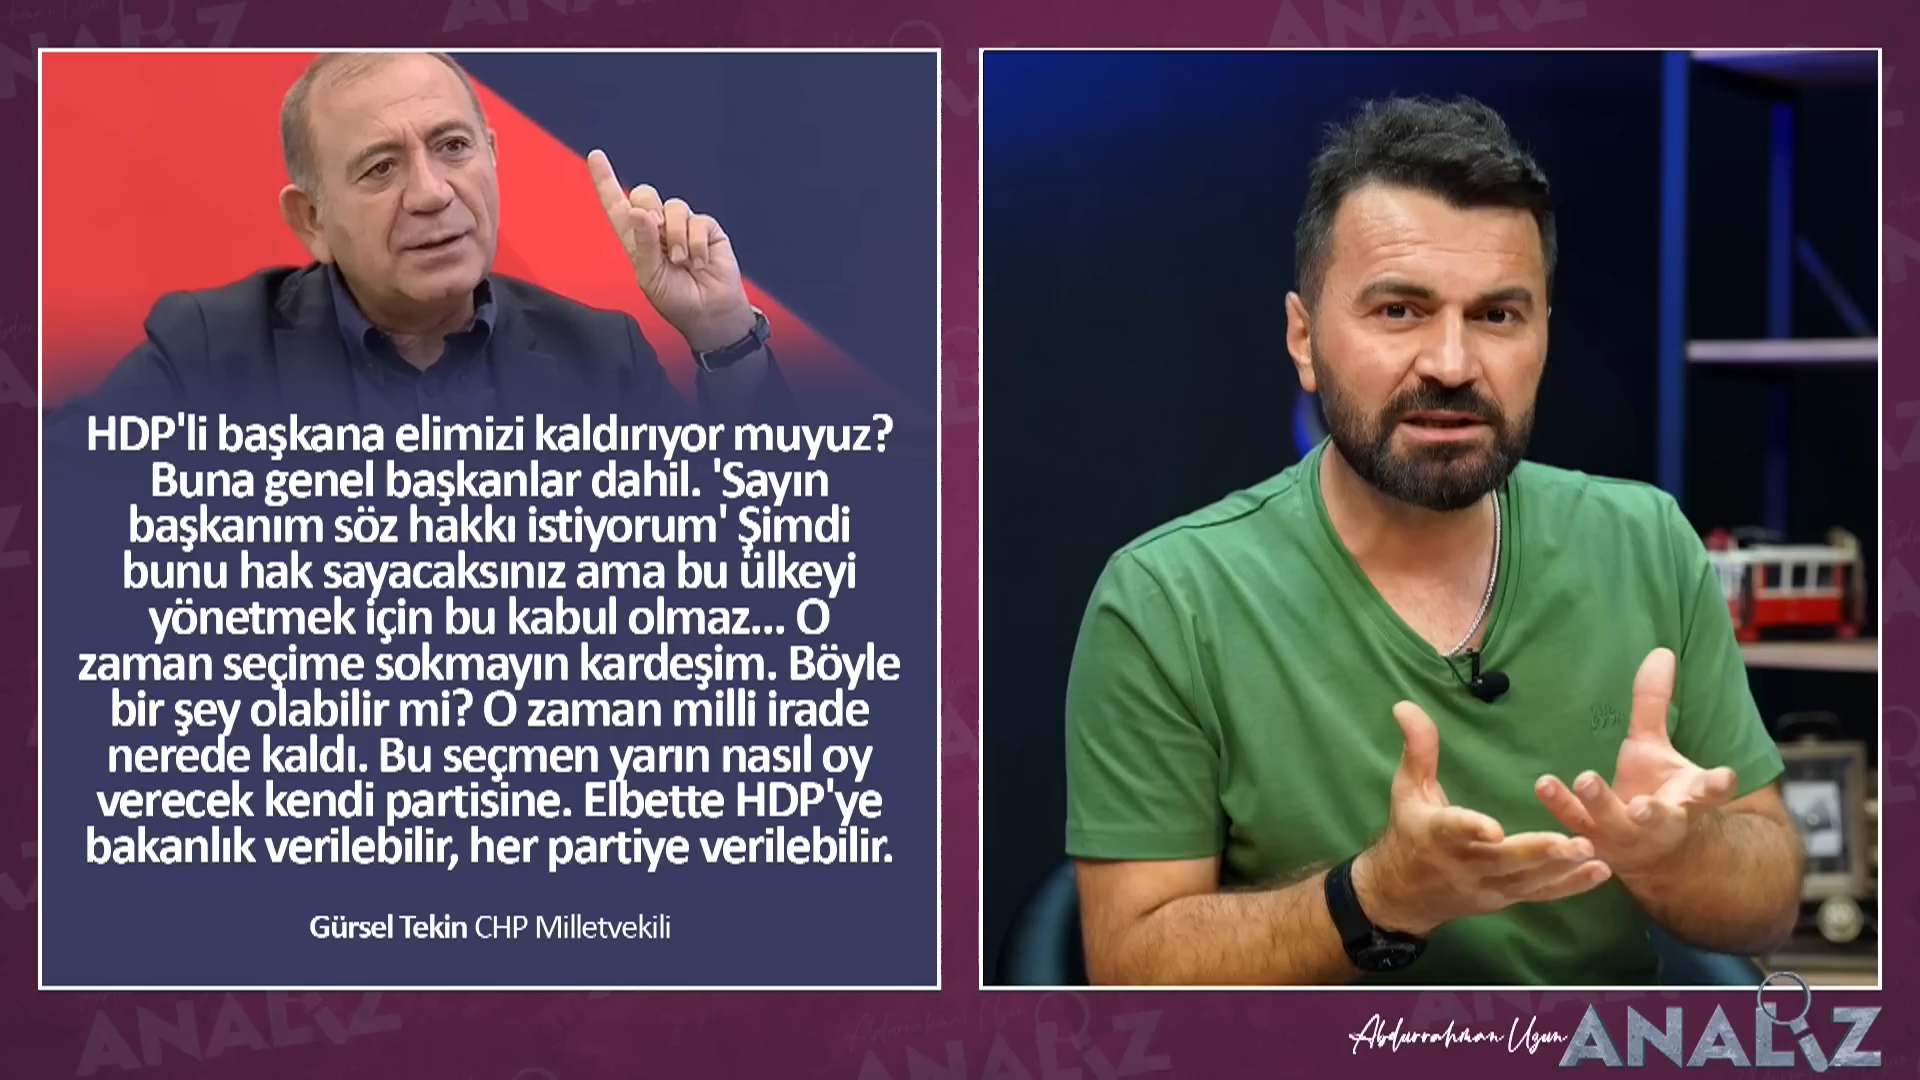 HDP'li başkana elimizi kaldırıyor muyuz?
Buna genel başkanlar dahil. 'Sayın
başkanım söz hakkı istiyorum' Şimdi
bunu hak sayacaksınız ama bu ülkeyi
yönetmek için bu kabul olmaz... O
zaman seçime sokmayın kardeşim. Böyle
bir şey olabilir mi? O zaman milli irade
nerede kaldı. Bu seçmen yarın nasıl oy
verecek kendi partisine. Elbette HDP'ye
bakanlık verilebilir, her partiye verilebilir.
Gürsel Tekin CHP Milletvekili
Abdurrahman Uzun ANALİZ